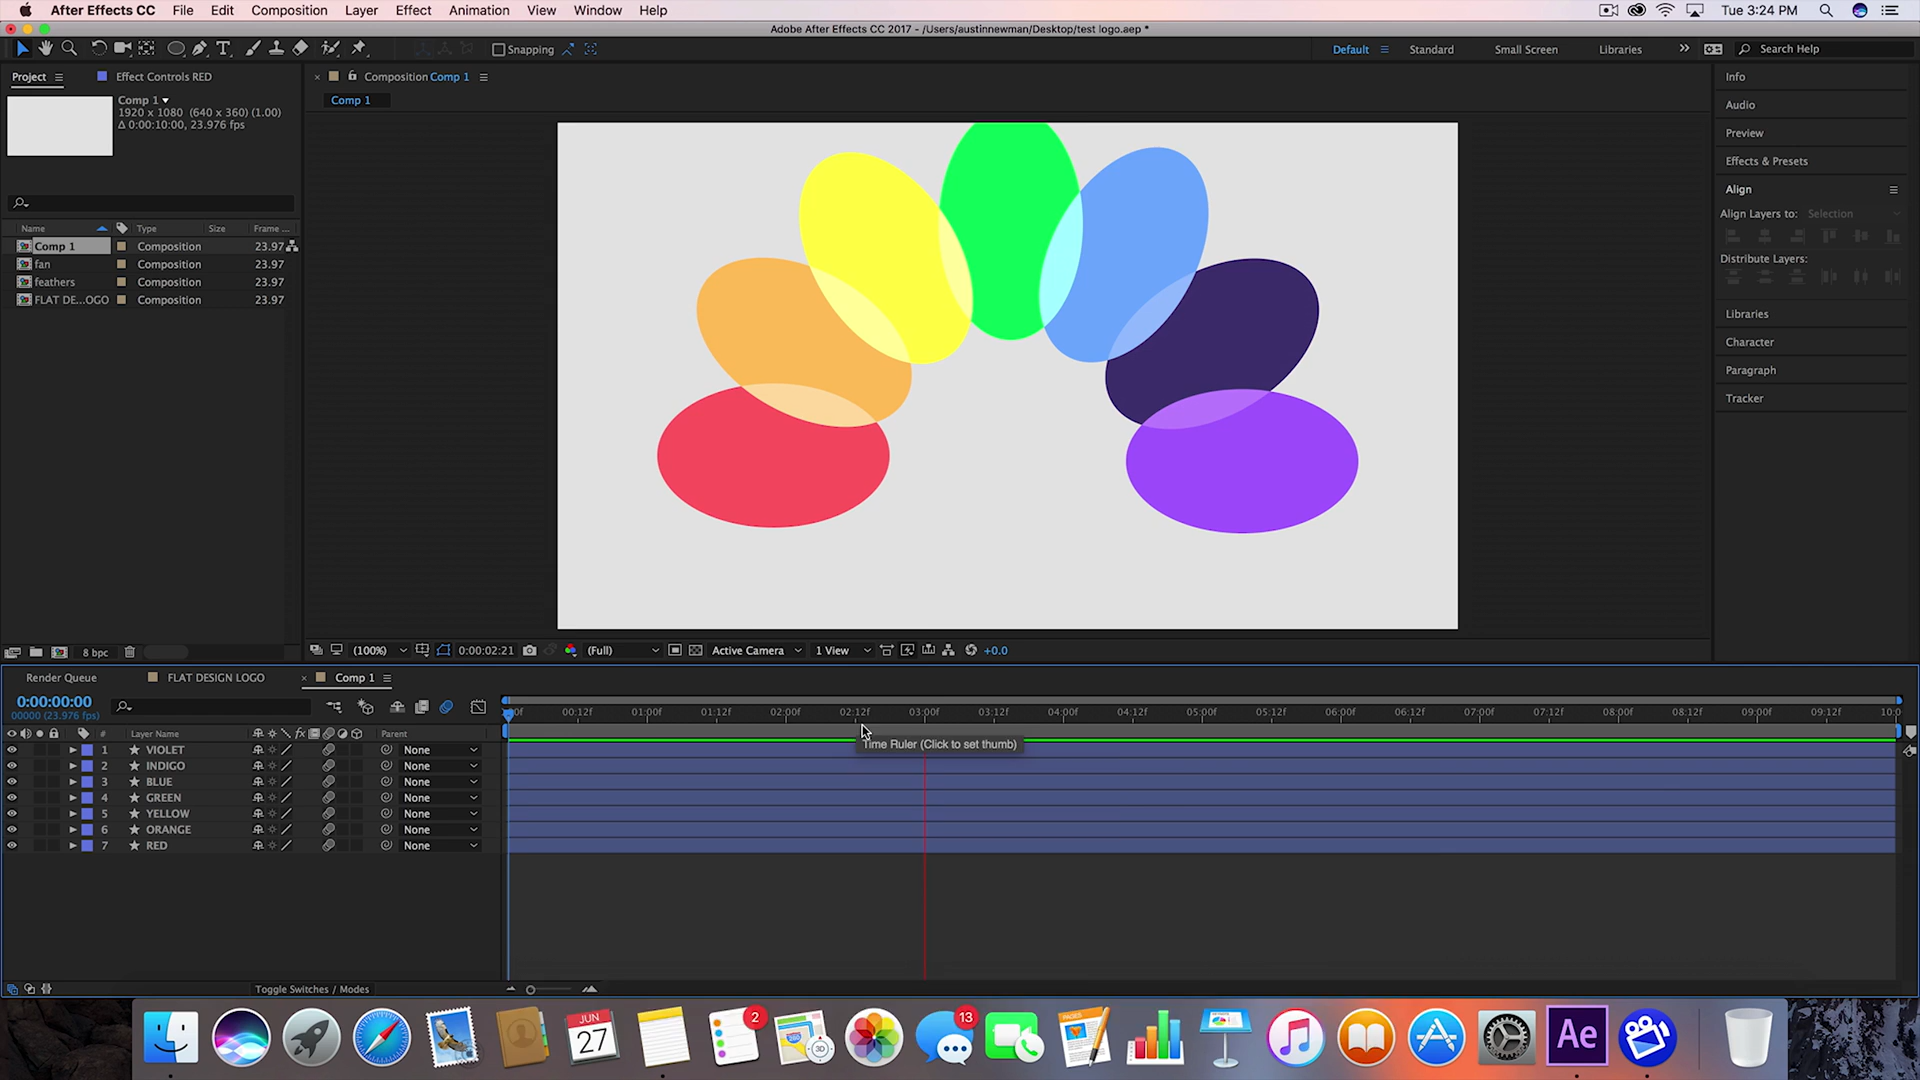 After Effects CC File Edit Composition Layer Effect Animation View Window Help Tue 3:24 PM
Adobe After Effects CC 2017 - /Users/austinnewman/Desktop/test logo.aep *
Snapping Default Standard Small Screen Libraries Search Help
Project Effect Controls RED
Composition Comp 1
Info
Comp 1
1920 x 1080 (640 x 360) (1.00)
Δ 0:00:10:00, 23.976 fps
Comp 1
Audio
Preview
Effects & Presets
Align
Align Layers to: Selection
Distribute Layers:
Libraries
Character
Paragraph
Tracker
Name Type Size Frame ...
Comp 1 Composition 23.97
fan Composition 23.97
feathers Composition 23.97
FLAT DE...OGO Composition 23.97
8 bpc
(100%) 0:00:02:21 (Full) Active Camera 1 View +0.0
Render Queue FLAT DESIGN LOGO Comp 1
0:00:00:00
00000 (23.976 fps)
00:12f 01:00f 01:12f 02:00f 02:12f 03:00f 03:12f 04:00f 04:12f 05:00f 05:12f 06:00f 06:12f 07:00f 07:12f 08:00f 08:12f 09:00f 09:12f
# Layer Name fx Parent
Time Ruler (Click to set thumb)
1 VIOLET None
2 INDIGO None
3 BLUE None
4 GREEN None
5 YELLOW None
6 ORANGE None
7 RED None
Toggle Switches / Modes
JUN
27
2
3D
13
PAGES
Ae